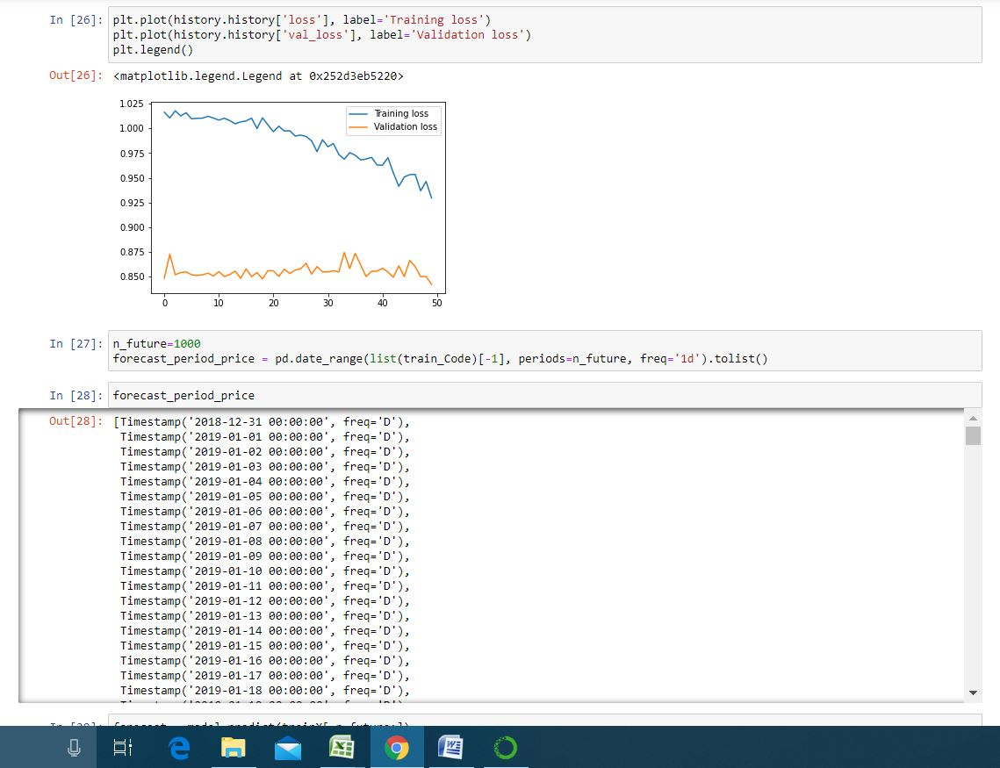 In [26]: plt.plot(history.history['loss'], label='Training loss')
plt.plot(history.history['val_loss'], label='Validation loss')
plt.legend()
Out[26]: <matplotlib.legend.Legend at 0x252d3eb5220>
Training loss
Validation loss
1.025
1.000
0.975
0.950
0.925
0.900
0.875
0.850
0 10 20 30 40 50
In [27]: n_future=1000
forecast_period_price = pd.date_range(list(train_Code)[-1], periods=n_future, freq='1d').tolist()
In [28]: forecast_period_price
Out[28]: [Timestamp('2018-12-31 00:00:00', freq='D'),
Timestamp('2019-01-01 00:00:00', freq='D'),
Timestamp('2019-01-02 00:00:00', freq='D'),
Timestamp('2019-01-03 00:00:00', freq='D'),
Timestamp('2019-01-04 00:00:00', freq='D'),
Timestamp('2019-01-05 00:00:00', freq='D'),
Timestamp('2019-01-06 00:00:00', freq='D'),
Timestamp('2019-01-07 00:00:00', freq='D'),
Timestamp('2019-01-08 00:00:00', freq='D'),
Timestamp('2019-01-09 00:00:00', freq='D'),
Timestamp('2019-01-10 00:00:00', freq='D'),
Timestamp('2019-01-11 00:00:00', freq='D'),
Timestamp('2019-01-12 00:00:00', freq='D'),
Timestamp('2019-01-13 00:00:00', freq='D'),
Timestamp('2019-01-14 00:00:00', freq='D'),
Timestamp('2019-01-15 00:00:00', freq='D'),
Timestamp('2019-01-16 00:00:00', freq='D'),
Timestamp('2019-01-17 00:00:00', freq='D'),
Timestamp('2019-01-18 00:00:00', freq='D'),